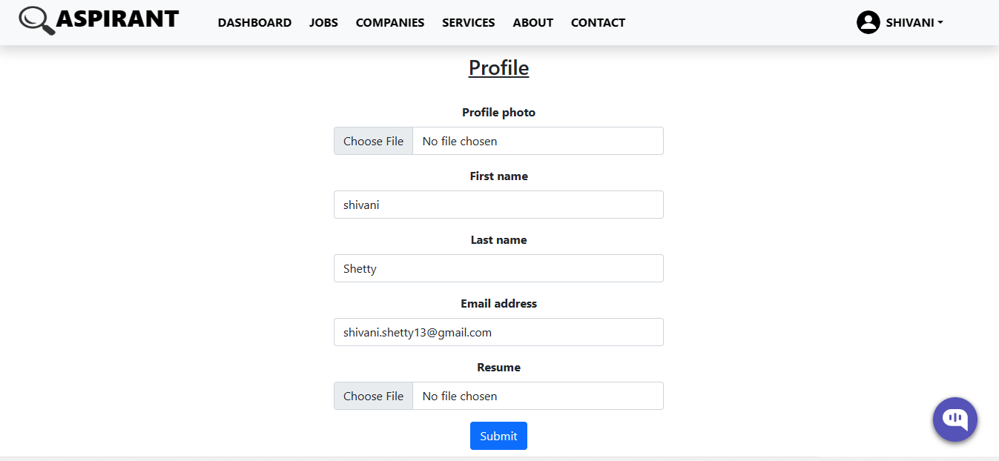 ASPIRANT DASHBOARD JOBS COMPANIES SERVICES ABOUT CONTACT SHIVANI
Profile
Profile photo
Choose File No file chosen
First name
shivani
Last name
Shetty
Email address
shivani.shetty13@gmail.com
Resume
Choose File No file chosen
Submit